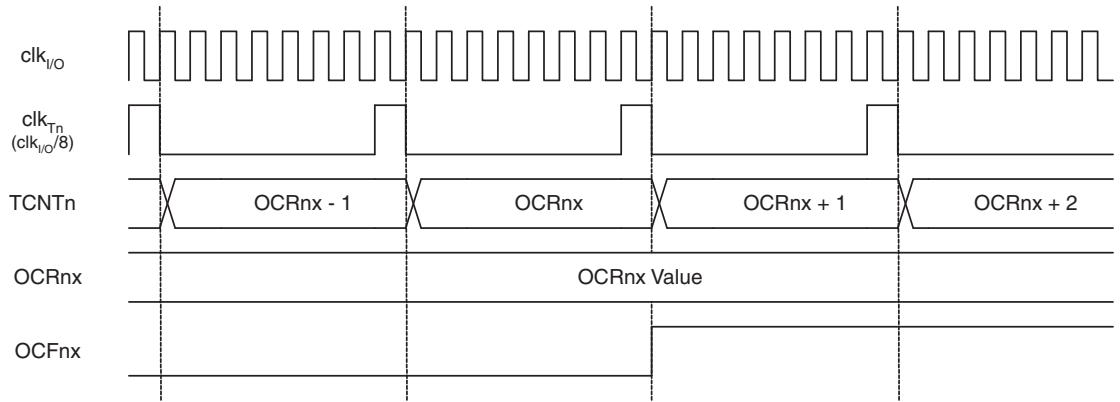 clkI/O
clkTn
(clkI/O/8)
TCNTn
OCRnx - 1
OCRnx
OCRnx + 1
OCRnx + 2
OCRnx
OCRnx Value
OCFnx